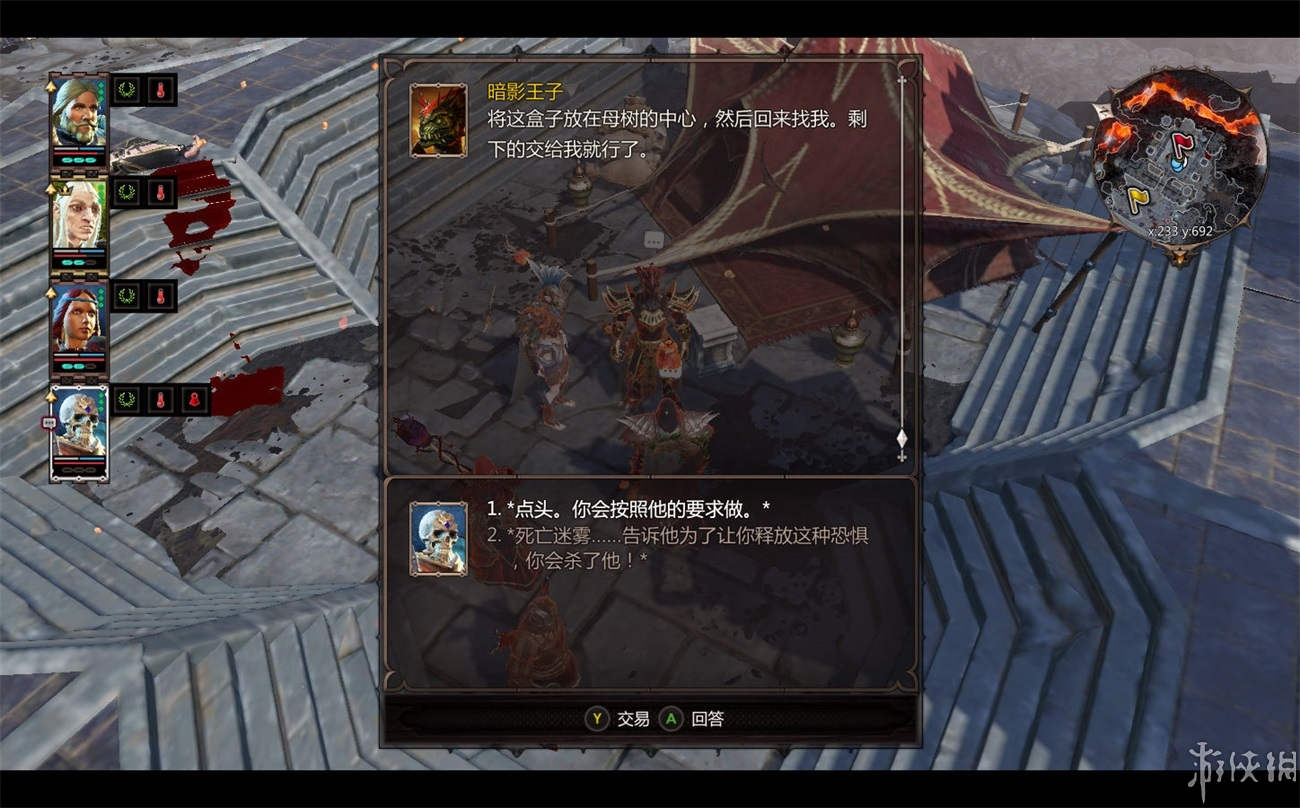 暗影王子
将这盒子放在母树的中心，然后回来找我。剩
下的交给我就行了。
x:233 y:692
1. *点头。你会按照他的要求做。*
2. *死亡迷雾......告诉他为了让你释放这种恐惧
，你会杀了他！*
Y 交易 A 回答
游侠网